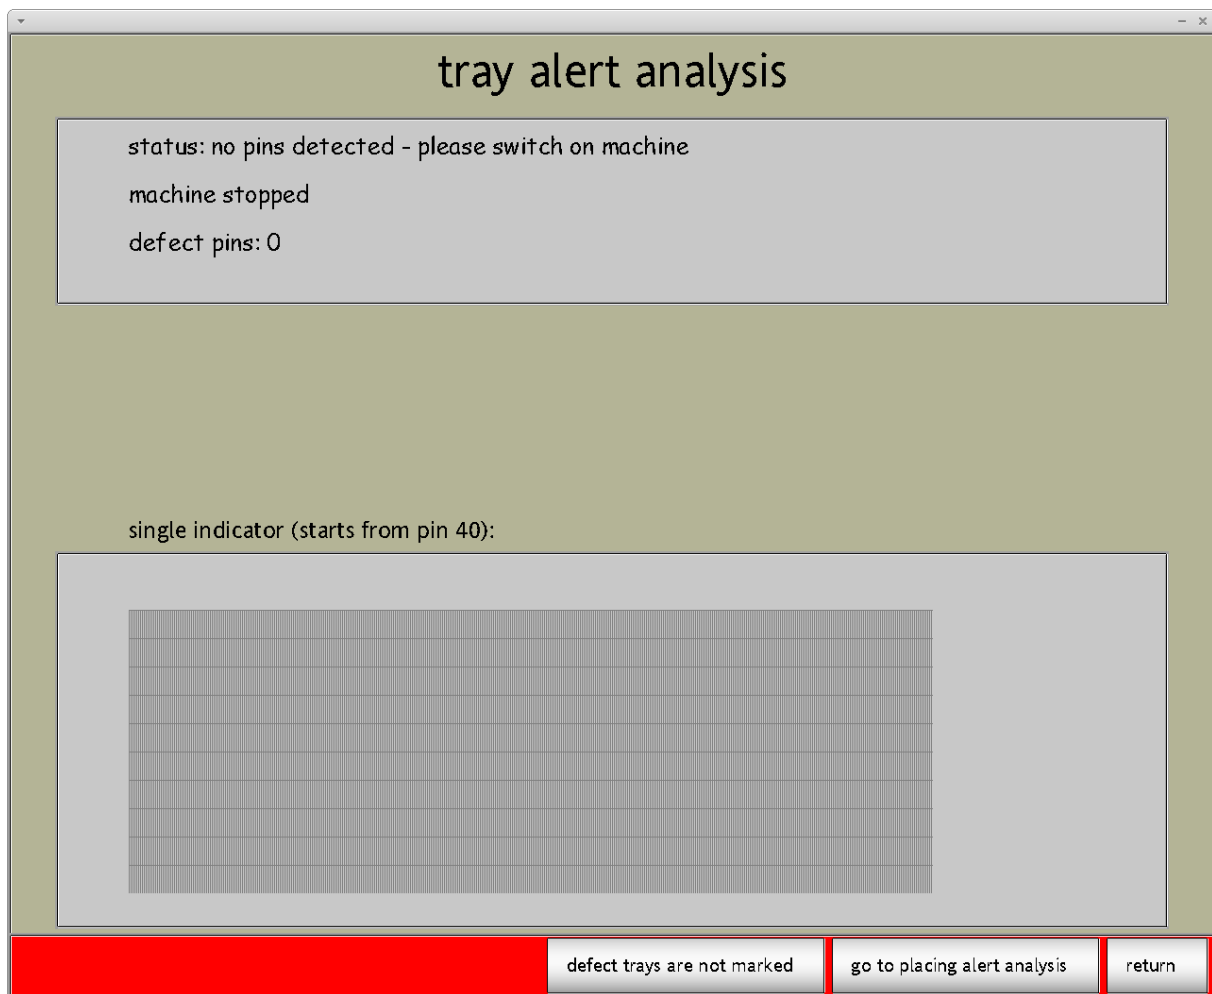 tray alert analysis
status: no pins detected - please switch on machine
machine stopped
defect pins: 0
single indicator (starts from pin 40):
defect trays are not marked
go to placing alert analysis
return